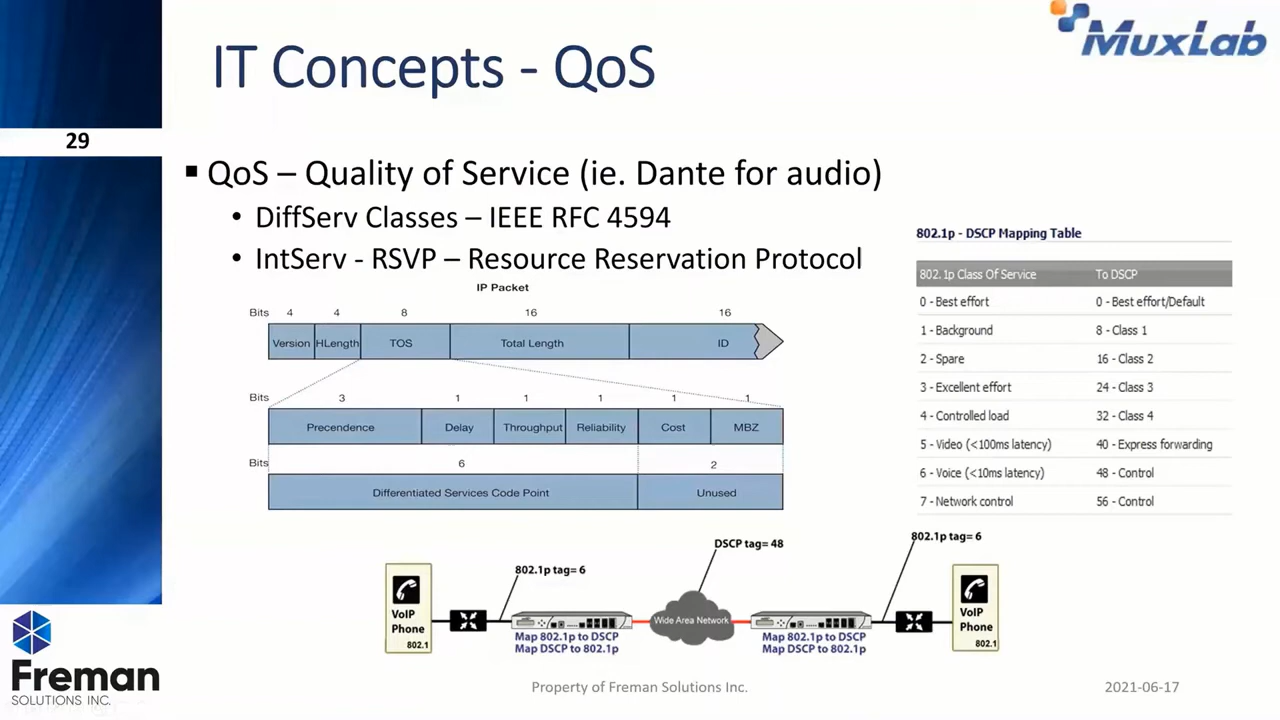 MuxLab
IT Concepts - QoS
29
▪ QoS – Quality of Service (ie. Dante for audio)
• DiffServ Classes – IEEE RFC 4594
• IntServ - RSVP – Resource Reservation Protocol
IP Packet
Bits 4 4 8 16 16
Version HLength TOS Total Length ID
Bits 3 1 1 1 1 1
Precendence Delay Throughput Reliability Cost MBZ
Bits 6 2
Differentiated Services Code Point Unused
802.1p - DSCP Mapping Table
802.1p Class Of Service To DSCP
0 - Best effort 0 - Best effort/Default
1 - Background 8 - Class 1
2 - Spare 16 - Class 2
3 - Excellent effort 24 - Class 3
4 - Controlled load 32 - Class 4
5 - Video (<100ms latency) 40 - Express forwarding
6 - Voice (<10ms latency) 48 - Control
7 - Network control 56 - Control
802.1p tag= 6
DSCP tag= 48
802.1p tag= 6
VoIP
Phone
802.1
Map 802.1p to DSCP
Map DSCP to 802.1p
Wide Area Network
Map 802.1p to DSCP
Map DSCP to 802.1p
VoIP
Phone
802.1
Freman
SOLUTIONS INC.
Property of Freman Solutions Inc.
2021-06-17